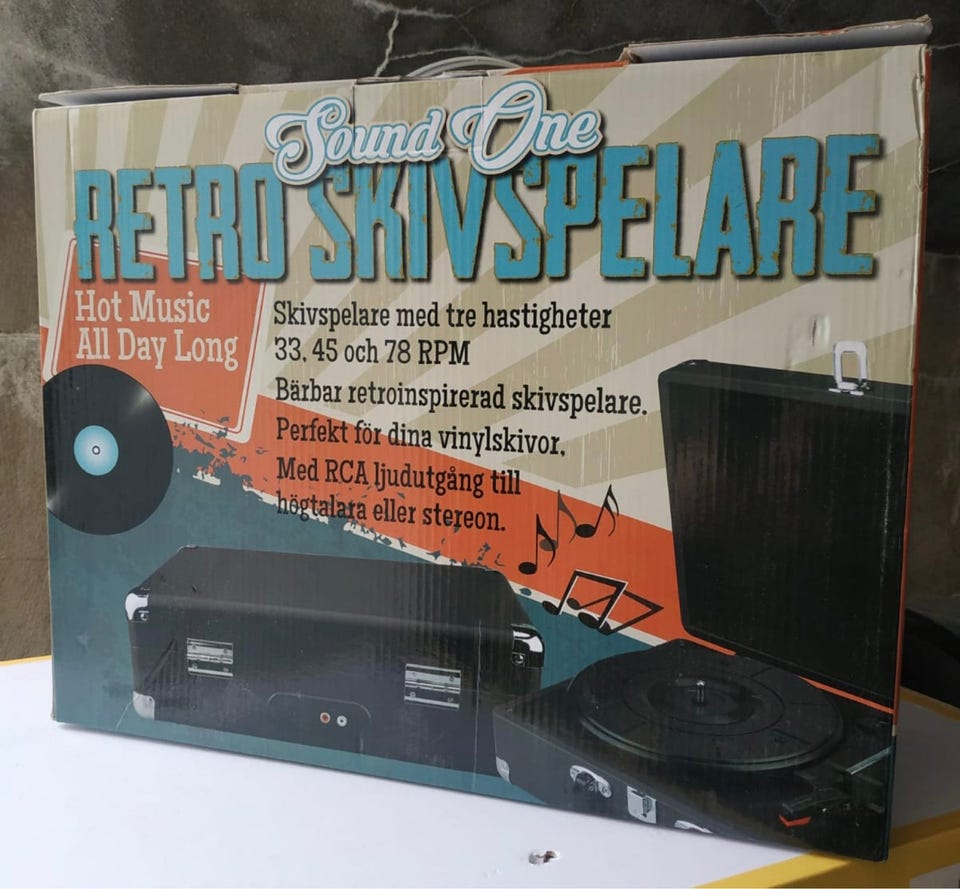 Sound One
RETRO SKIVSPELARE
Hot Music
All Day Long
Skivspelare med tre hastigheter
33, 45 och 78 RPM
Bärbar retroinspirerad skivspelare.
Perfekt för dina vinylskivor,
Med RCA ljudutgång till
högtalara eller stereon.